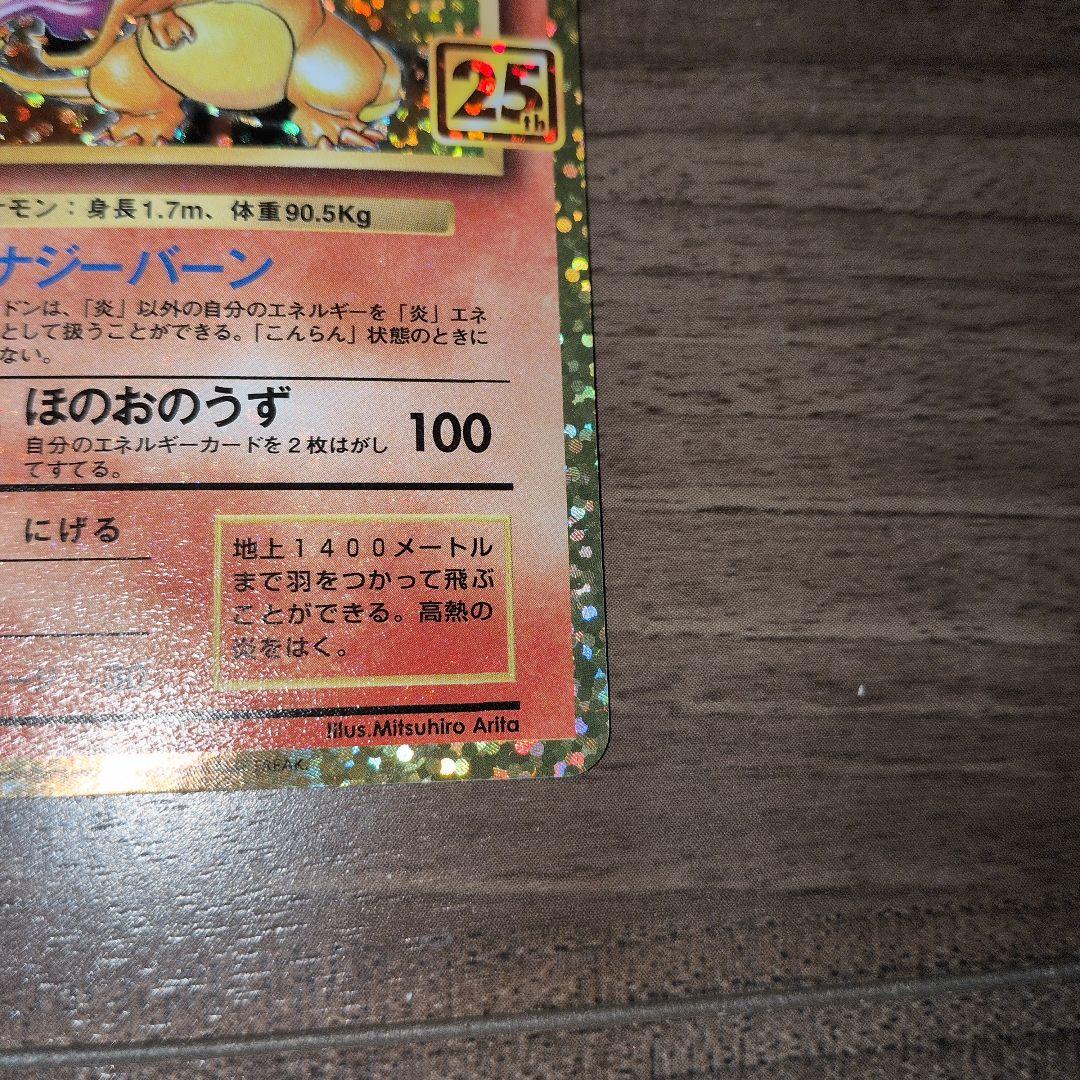 25th
モン：身長1.7m、体重90.5Kg
ナジーバーン
ドンは、「炎」以外の自分のエネルギーを「炎」エネ
として扱うことができる。「こんらん」状態のときに
ない。
ほのおのうず
100
自分のエネルギーカードを２枚はがし
てすてる。
にげる
地上１４００メートル
まで羽をつかって飛ぶ
ことができる。高熱の
炎をはく。
Illus.Mitsuhiro Arita